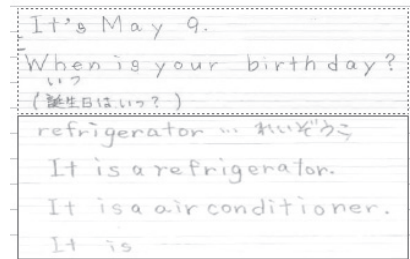 It's May 9.
When is your birthday?
いつ
(誕生日はいつ?)
refrigerator … れいぞうこ
It is a refrigerator.
It is a air conditioner.
It is